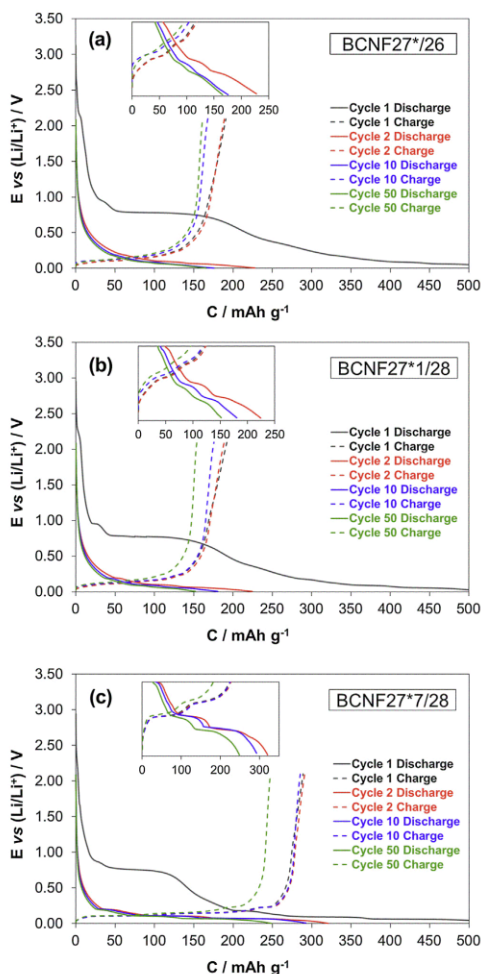 (a)
BCNF27*/26
3.50
3.00
2.50
2.00
1.50
1.00
0.50
0.00
E vs (Li/Li⁺) / V
0 50 100 150 200 250
Cycle 1 Discharge
Cycle 1 Charge
Cycle 2 Discharge
Cycle 2 Charge
Cycle 10 Discharge
Cycle 10 Charge
Cycle 50 Discharge
Cycle 50 Charge
0 50 100 150 200 250 300 350 400 450 500
C / mAh g⁻¹
(b)
BCNF27*1/28
3.50
3.00
2.50
2.00
1.50
1.00
0.50
0.00
E vs (Li/Li⁺) / V
0 50 100 150 200 250
Cycle 1 Discharge
Cycle 1 Charge
Cycle 2 Discharge
Cycle 2 Charge
Cycle 10 Discharge
Cycle 10 Charge
Cycle 50 Discharge
Cycle 50 Charge
0 50 100 150 200 250 300 350 400 450 500
C / mAh g⁻¹
(c)
BCNF27*7/28
3.50
3.00
2.50
2.00
1.50
1.00
0.50
0.00
E vs (Li/Li⁺) / V
0 100 200 300
Cycle 1 Discharge
Cycle 1 Charge
Cycle 2 Discharge
Cycle 2 Charge
Cycle 10 Discharge
Cycle 10 Charge
Cycle 50 Discharge
Cycle 50 Charge
0 50 100 150 200 250 300 350 400 450 500
C / mAh g⁻¹